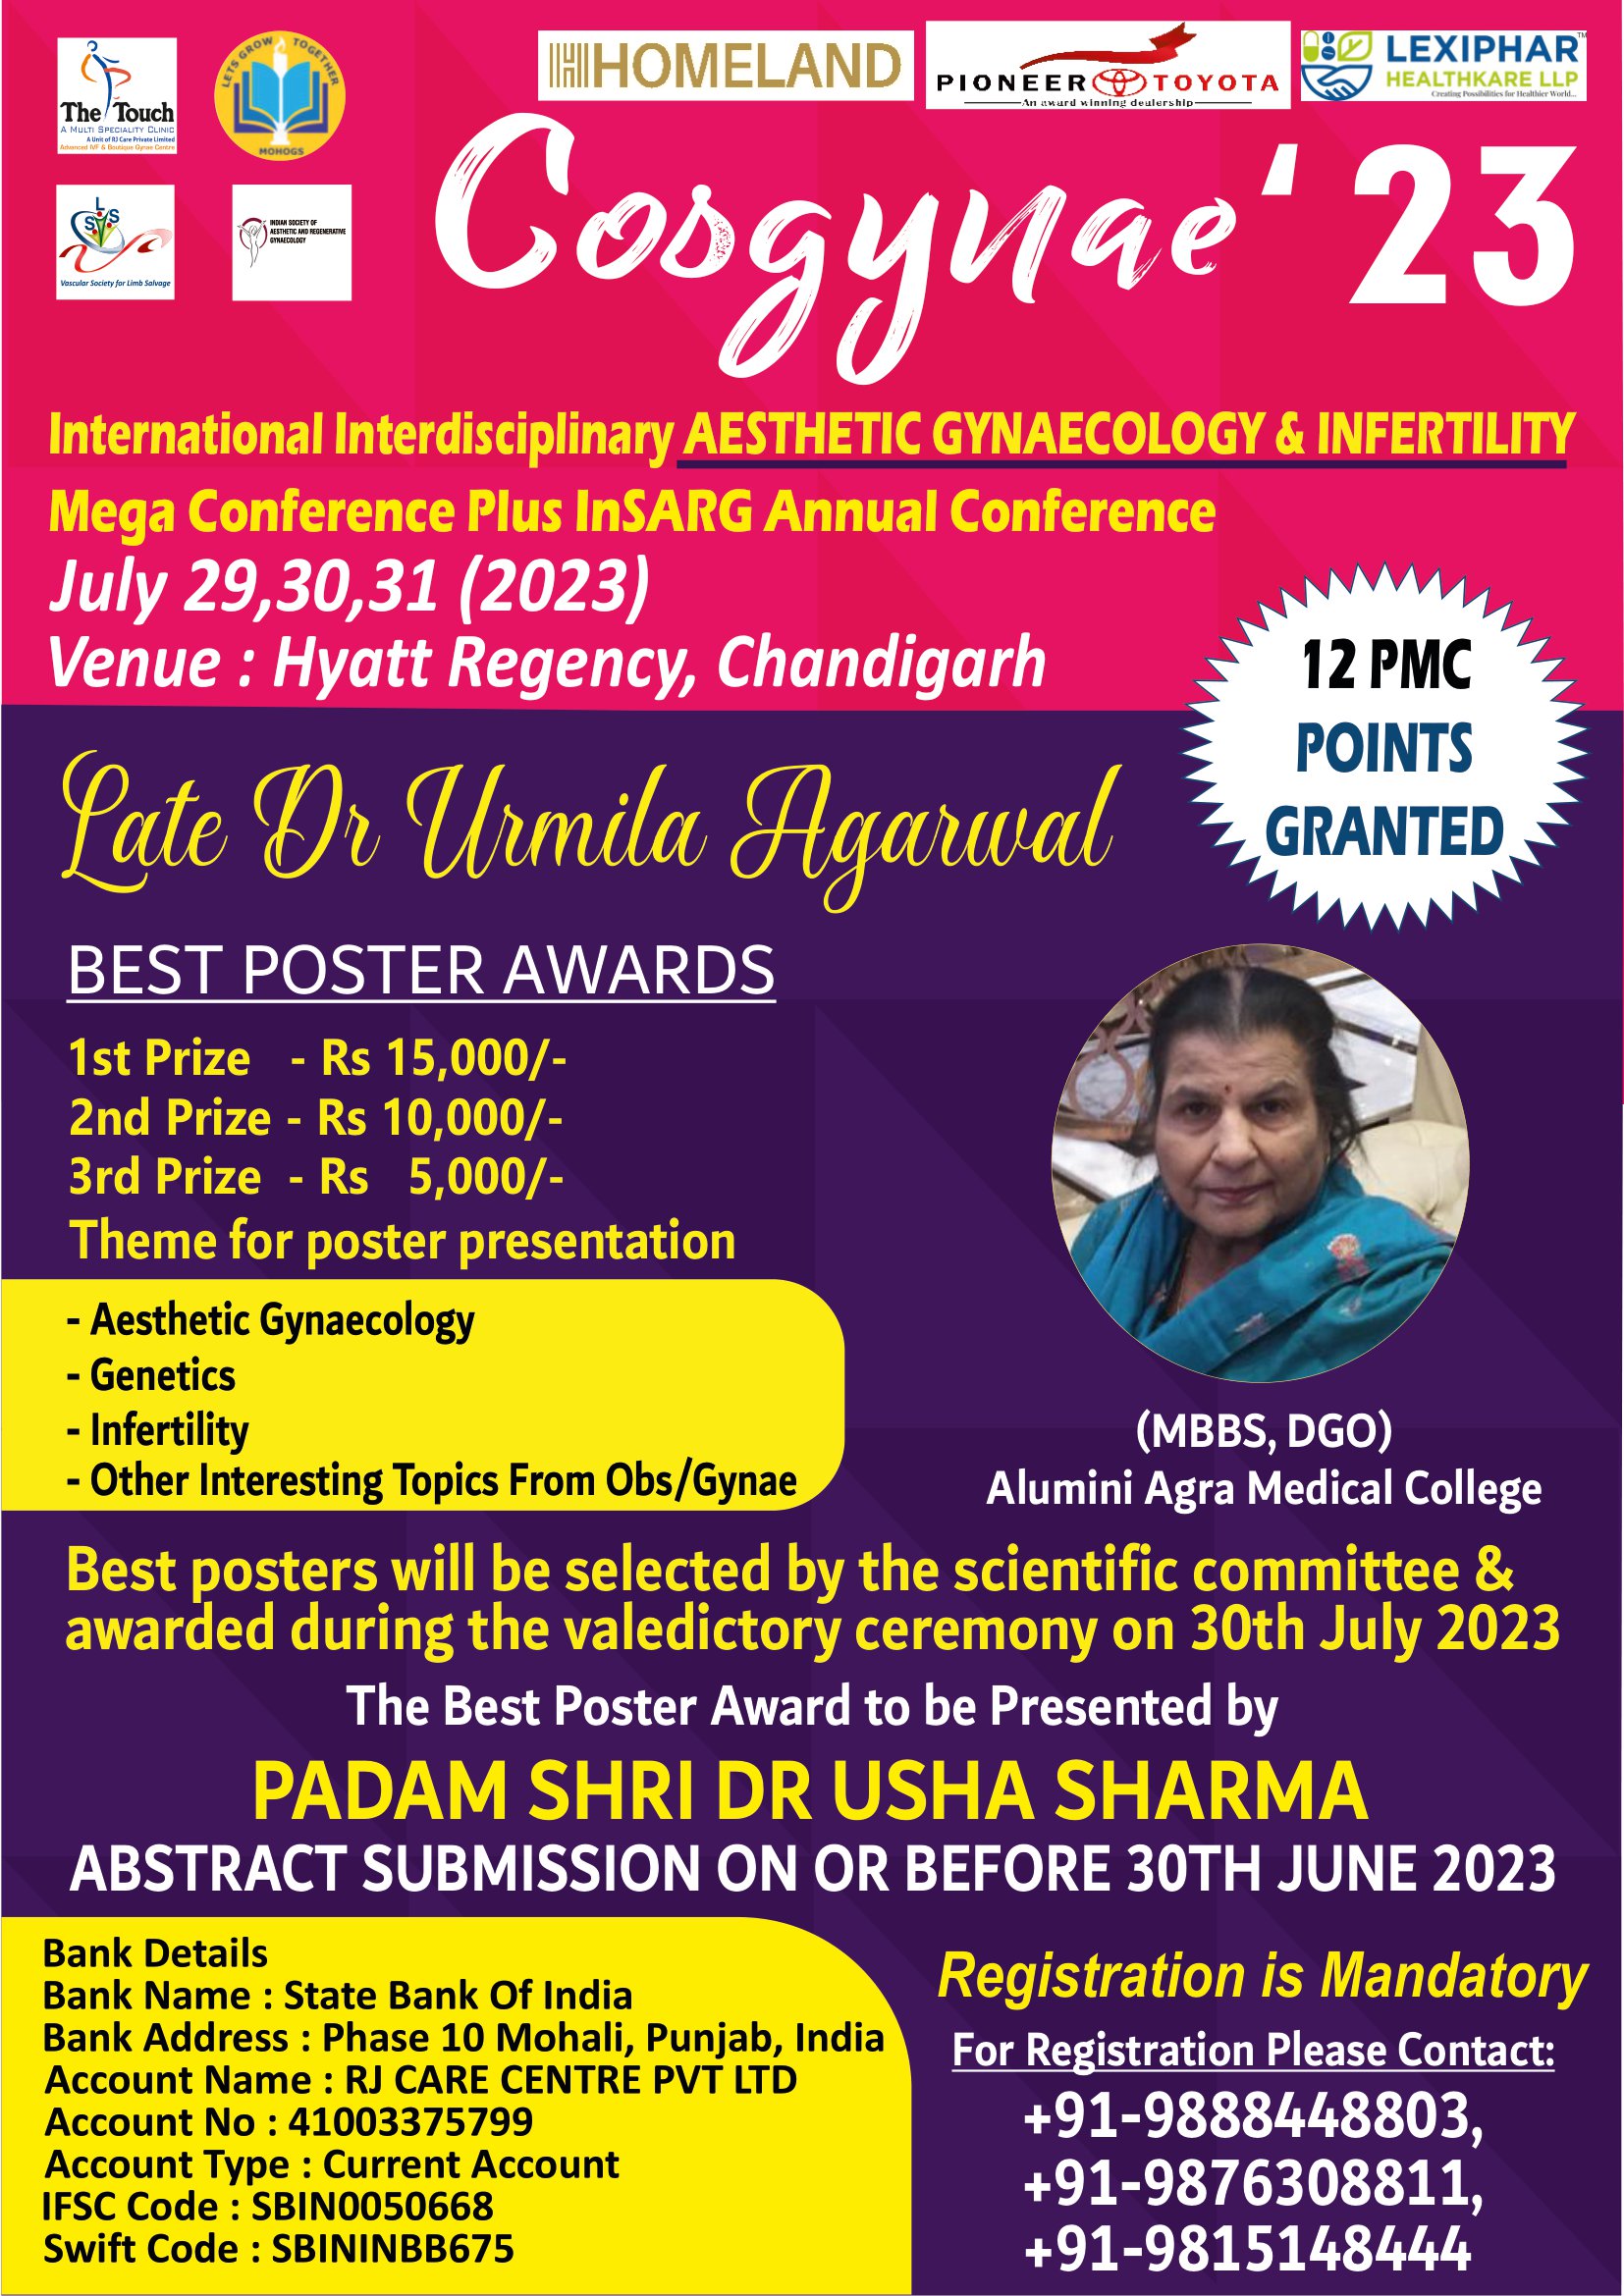 The Touch
A MULTI SPECIALITY CLINIC
A Unit of RJ Care Private Limited
Advanced IVF & Boutique Gynae Centre
LETS GROW TOGETHER
MOHOGS
HOMELAND
PIONEER TOYOTA
An award winning dealership
LEXIPHAR™
HEALTHKARE LLP
Creating Possibilities for Healthier World...
LSS
Vascular Society for Limb Salvage
INDIAN SOCIETY OF
AESTHETIC AND REGENERATIVE
GYNAECOLOGY
Cosgynae ‘23
International Interdisciplinary AESTHETIC GYNAECOLOGY & INFERTILITY
Mega Conference Plus InSARG Annual Conference
July 29,30,31 (2023)
Venue : Hyatt Regency, Chandigarh
12 PMC
POINTS
GRANTED
Late Dr Urmila Agarwal
BEST POSTER AWARDS
1st Prize - Rs 15,000/-
2nd Prize - Rs 10,000/-
3rd Prize - Rs 5,000/-
Theme for poster presentation
- Aesthetic Gynaecology
- Genetics
- Infertility
- Other Interesting Topics From Obs/Gynae
(MBBS, DGO)
Alumini Agra Medical College
Best posters will be selected by the scientific committee &
awarded during the valedictory ceremony on 30th July 2023
The Best Poster Award to be Presented by
PADAM SHRI DR USHA SHARMA
ABSTRACT SUBMISSION ON OR BEFORE 30TH JUNE 2023
Bank Details
Bank Name : State Bank Of India
Bank Address : Phase 10 Mohali, Punjab, India
Account Name : RJ CARE CENTRE PVT LTD
Account No : 41003375799
Account Type : Current Account
IFSC Code : SBIN0050668
Swift Code : SBININBB675
Registration is Mandatory
For Registration Please Contact:
+91-9888448803,
+91-9876308811,
+91-9815148444